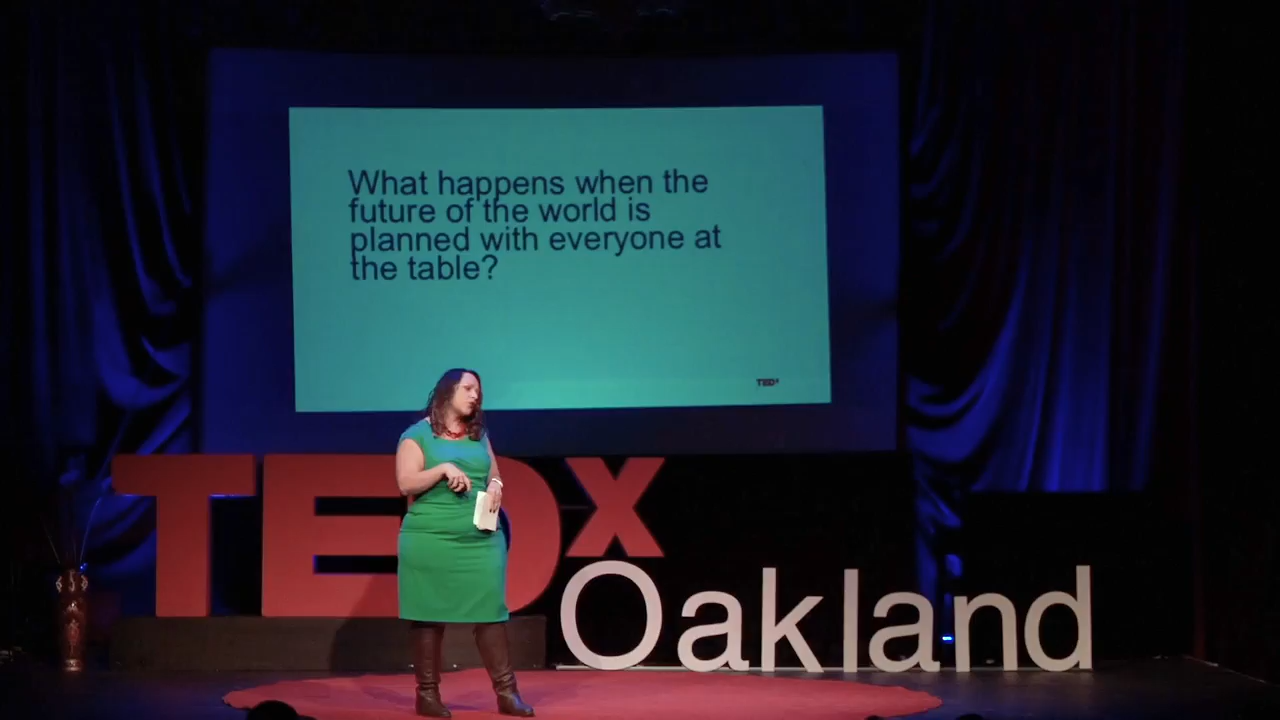 What happens when the
future of the world is
planned with everyone at
the table?
TEDx
TEDx
Oakland